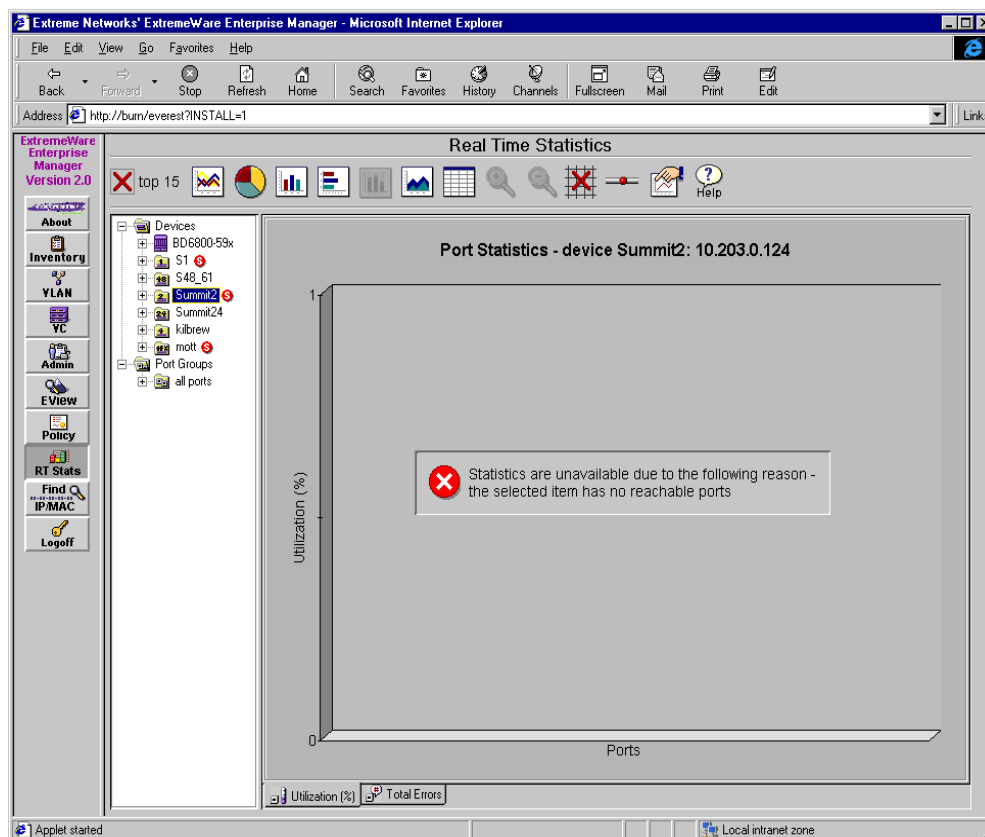 Extreme Networks' ExtremeWare Enterprise Manager - Microsoft Internet Explorer
File Edit View Go Favorites Help
Back Forward Stop Refresh Home Search Favorites History Channels Fullscreen Mail Print Edit
Address http://burn/everest?INSTALL=1 Link
ExtremeWare
Enterprise
Manager
Version 2.0
Real Time Statistics
top 15 Help
About
Inventory
VLAN
VC
Admin
EView
Policy
RT Stats
Find
IP/MAC
Logoff
Devices
BD6800-59x
S1
S48_61
Summit2
Summit24
kilbrew
mott
Port Groups
all ports
Port Statistics - device Summit2: 10.203.0.124
1
Utilization (%)
Statistics are unavailable due to the following reason -
the selected item has no reachable ports
0
Ports
Utilization (%) Total Errors
Applet started Local intranet zone